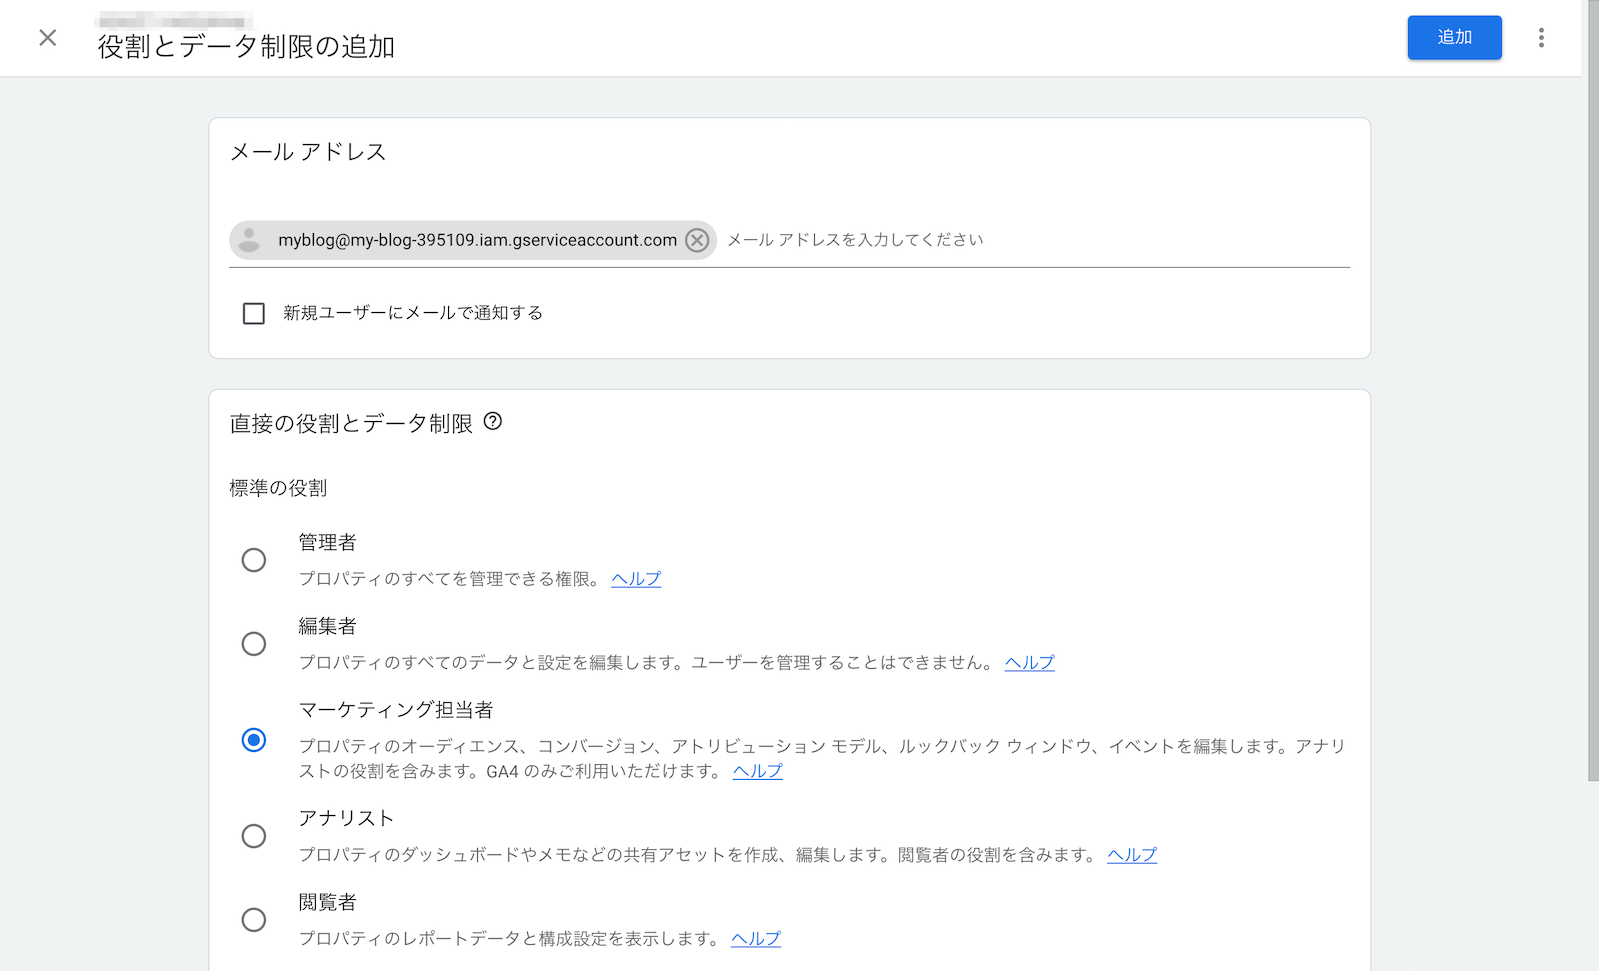 役割とデータ制限の追加
追加
メール アドレス
myblog@my-blog-395109.iam.gserviceaccount.com メール アドレスを入力してください
新規ユーザーにメールで通知する
直接の役割とデータ制限
標準の役割
管理者
プロパティのすべてを管理できる権限。 ヘルプ
編集者
プロパティのすべてのデータと設定を編集します。ユーザーを管理することはできません。 ヘルプ
マーケティング担当者
プロパティのオーディエンス、コンバージョン、アトリビューション モデル、ルックバック ウィンドウ、イベントを編集します。アナリ
ストの役割を含みます。GA4 のみご利用いただけます。 ヘルプ
アナリスト
プロパティのダッシュボードやメモなどの共有アセットを作成、編集します。閲覧者の役割を含みます。 ヘルプ
閲覧者
プロパティのレポートデータと構成設定を表示します。 ヘルプ